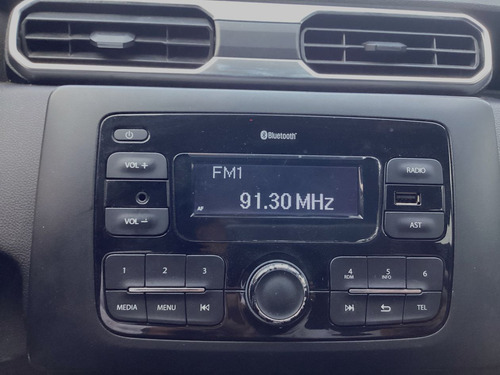 Bluetooth
VOL +
FM1
RADIO
AF
91.30 MHz
VOL -
AST
1 2 3
4 5 6
RDM INFO
MEDIA MENU
TEL